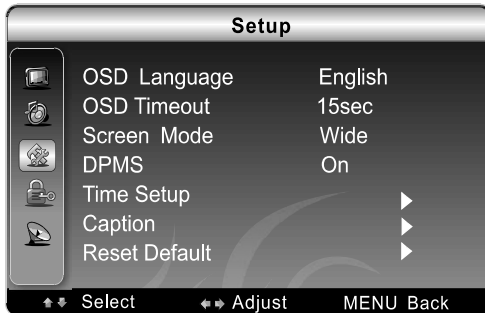 Setup
OSD Language English
OSD Timeout 15sec
Screen Mode Wide
DPMS On
Time Setup
Caption
Reset Default
Select Adjust MENU Back